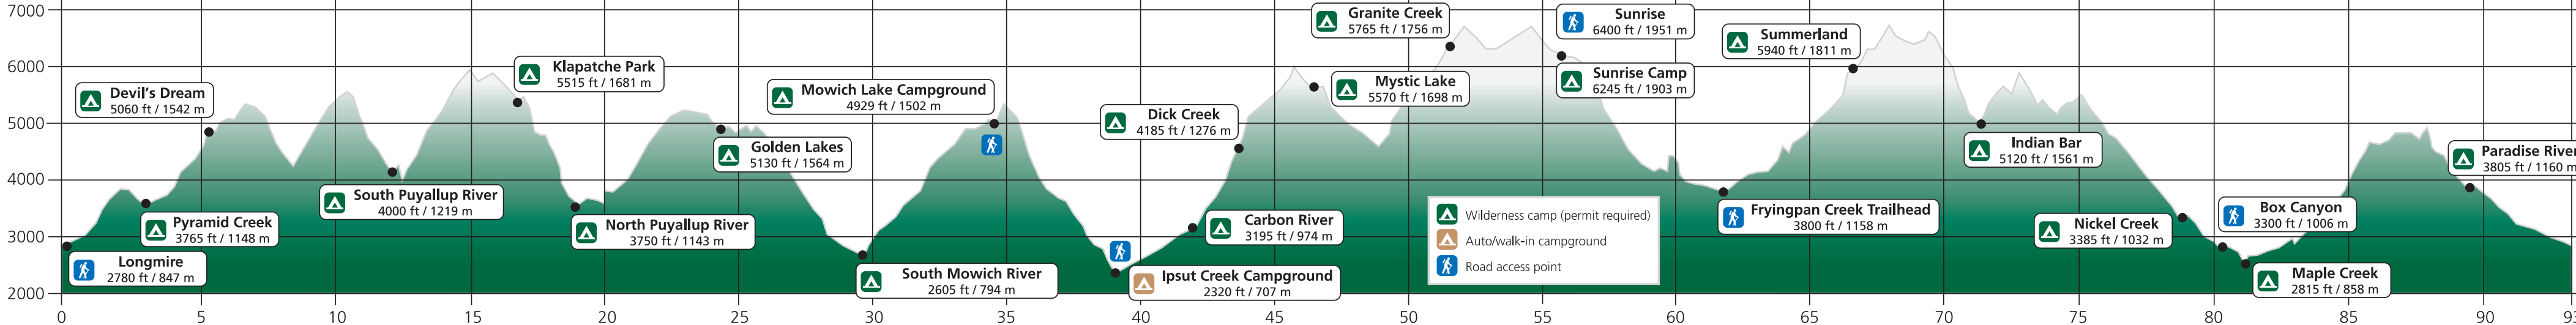 7000
6000
5000
4000
3000
2000
Devil's Dream
5060 ft / 1542 m
Pyramid Creek
3765 ft / 1148 m
Longmire
2780 ft / 847 m
South Puyallup River
4000 ft / 1219 m
Klapatche Park
5515 ft / 1681 m
North Puyallup River
3750 ft / 1143 m
Golden Lakes
5130 ft / 1564 m
Mowich Lake Campground
4929 ft / 1502 m
South Mowich River
2605 ft / 794 m
Dick Creek
4185 ft / 1276 m
Carbon River
3195 ft / 974 m
Ipsut Creek Campground
2320 ft / 707 m
Granite Creek
5765 ft / 1756 m
Mystic Lake
5570 ft / 1698 m
Sunrise
6400 ft / 1951 m
Sunrise Camp
6245 ft / 1903 m
Wilderness camp (permit required)
Auto/walk-in campground
Road access point
Summerland
5940 ft / 1811 m
Fryingpan Creek Trailhead
3800 ft / 1158 m
Indian Bar
5120 ft / 1561 m
Nickel Creek
3385 ft / 1032 m
Box Canyon
3300 ft / 1006 m
Maple Creek
2815 ft / 858 m
Paradise River
3805 ft / 1160 m
0 5 10 15 20 25 30 35 40 45 50 55 60 65 70 75 80 85 90